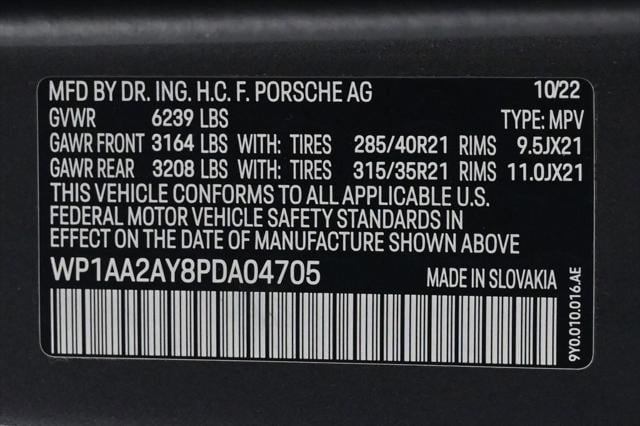 MFD BY DR. ING. H.C. F. PORSCHE AG 10/22
GVWR 6239 LBS TYPE: MPV
GAWR FRONT 3164 LBS WITH: TIRES 285/40R21 RIMS 9.5JX21
GAWR REAR 3208 LBS WITH: TIRES 315/35R21 RIMS 11.0JX21
THIS VEHICLE CONFORMS TO ALL APPLICABLE U.S.
FEDERAL MOTOR VEHICLE SAFETY STANDARDS IN
EFFECT ON THE DATE OF MANUFACTURE SHOWN ABOVE
WP1AA2AY8PDA04705 MADE IN SLOVAKIA
9Y0.010.016.AE